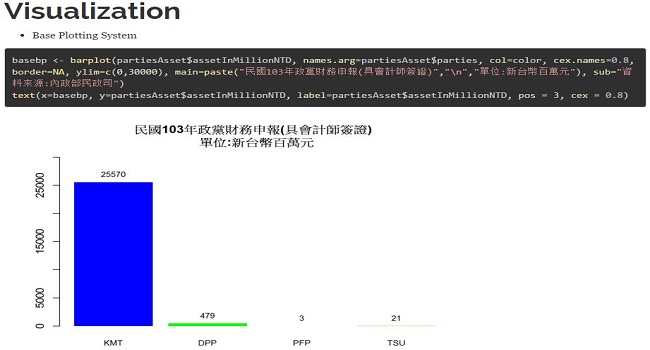 Visualization
Base Plotting System
basebp <- barplot(partiesAsset$assetInMillionNTD, names.arg=partiesAsset$parties, col=color, cex.names=0.8,
border=NA, ylim=c(0,30000), main=paste("民國103年政黨財務申報(具會計師簽證)","\n","單位:新台幣百萬元"), sub="資
料來源:內政部民政司")
text(x=basebp, y=partiesAsset$assetInMillionNTD, label=partiesAsset$assetInMillionNTD, pos = 3, cex = 0.8)
民國103年政黨財務申報(具會計師簽證)
單位:新台幣百萬元
25000
15000
5000
0
25570
479
3
21
KMT
DPP
PFP
TSU